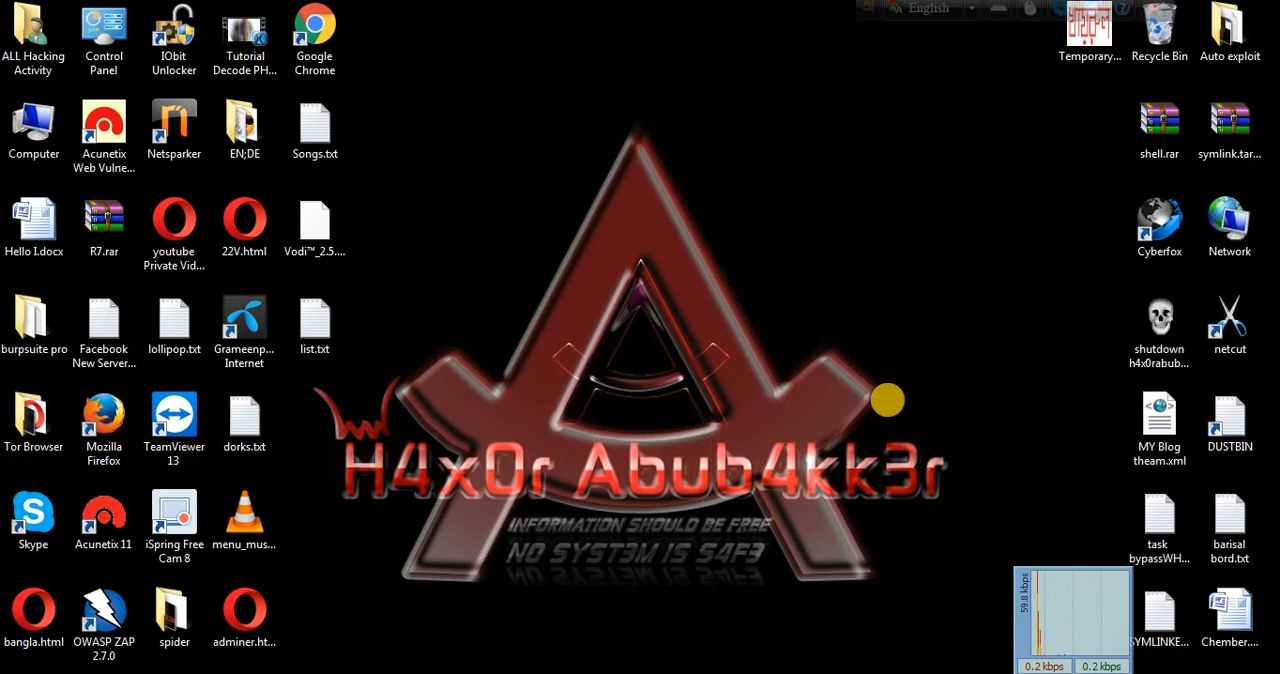 English
ALL Hacking
Activity
Control
Panel
IObit
Unlocker
Tutorial
Decode PH...
Google
Chrome
Temporary...
Recycle Bin
Auto exploit
Computer
Acunetix
Web Vulne...
Netsparker
EN;DE
Songs.txt
shell.rar
symlink.tar...
Hello I.docx
R7.rar
youtube
Private Vid...
22V.html
Vodi™_2.5....
Cyberfox
Network
burpsuite pro
Facebook
New Server...
lollipop.txt
Grameenp...
Internet
list.txt
shutdown
h4x0rabub...
netcut
Tor Browser
Mozilla
Firefox
TeamViewer
13
dorks.txt
MY Blog
theam.xml
DUSTBIN
H4x0r Abub4kk3r
INFORMATION SHOULD BE FREE
NO SYST3M IS S4F3
Skype
Acunetix 11
iSpring Free
Cam 8
menu_mus...
task
bypassWH...
barisal
bord.txt
bangla.html
OWASP ZAP
2.7.0
spider
adminer.ht...
59.8 kbps
0.2 kbps
0.2 kbps
SYMLINKE...
Chember....